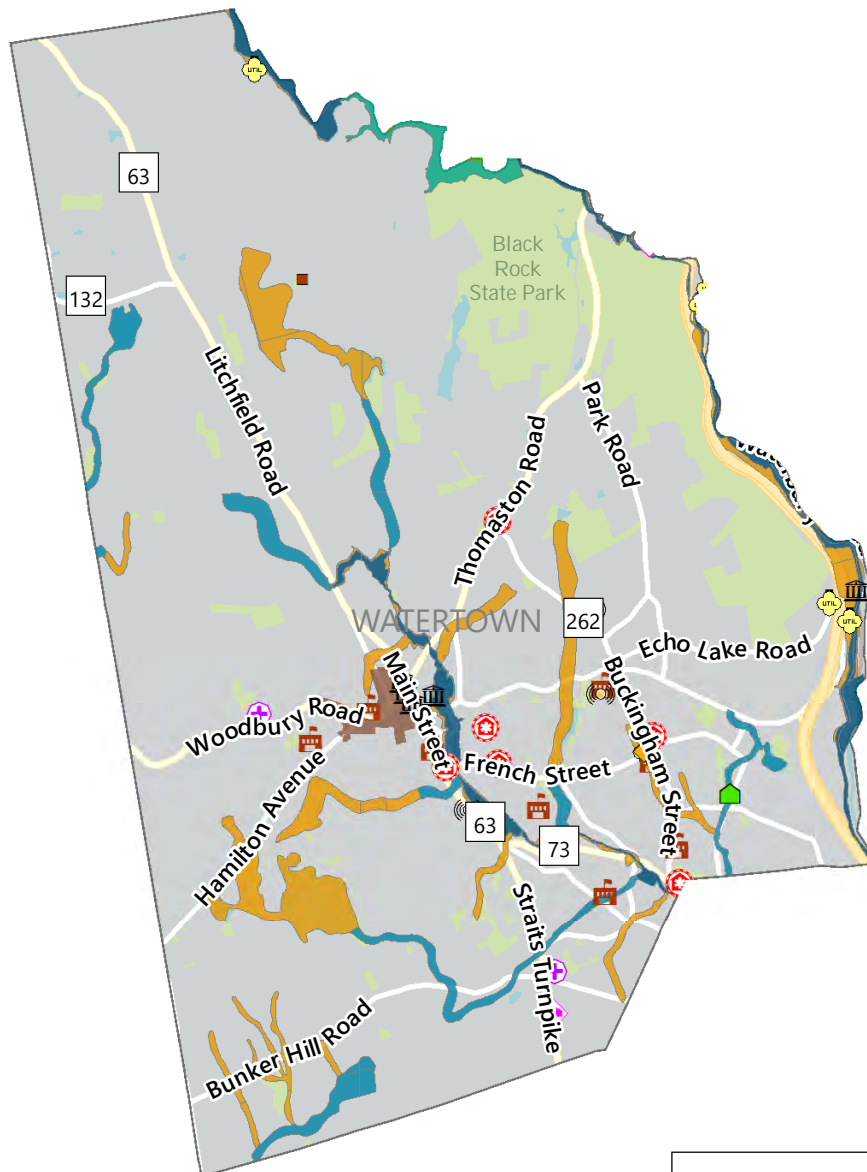 UTIL
63
Black
Rock
State Park
132
Litchfield Road
Park Road
Thomaston Road
UTIL
UTIL
WATERTOWN
262
Echo Lake Road
Main Street
Buckingham Street
Woodbury Road
French Street
Hamilton Avenue
63
73
Straits Turnpike
Bunker Hill Road